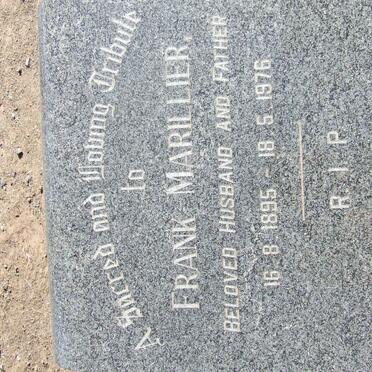 A Sacred and Loving Tribute
to
FRANK MARILLIER.
BELOVED HUSBAND AND FATHER
16·8·1895 - 18·5·1976
R I P